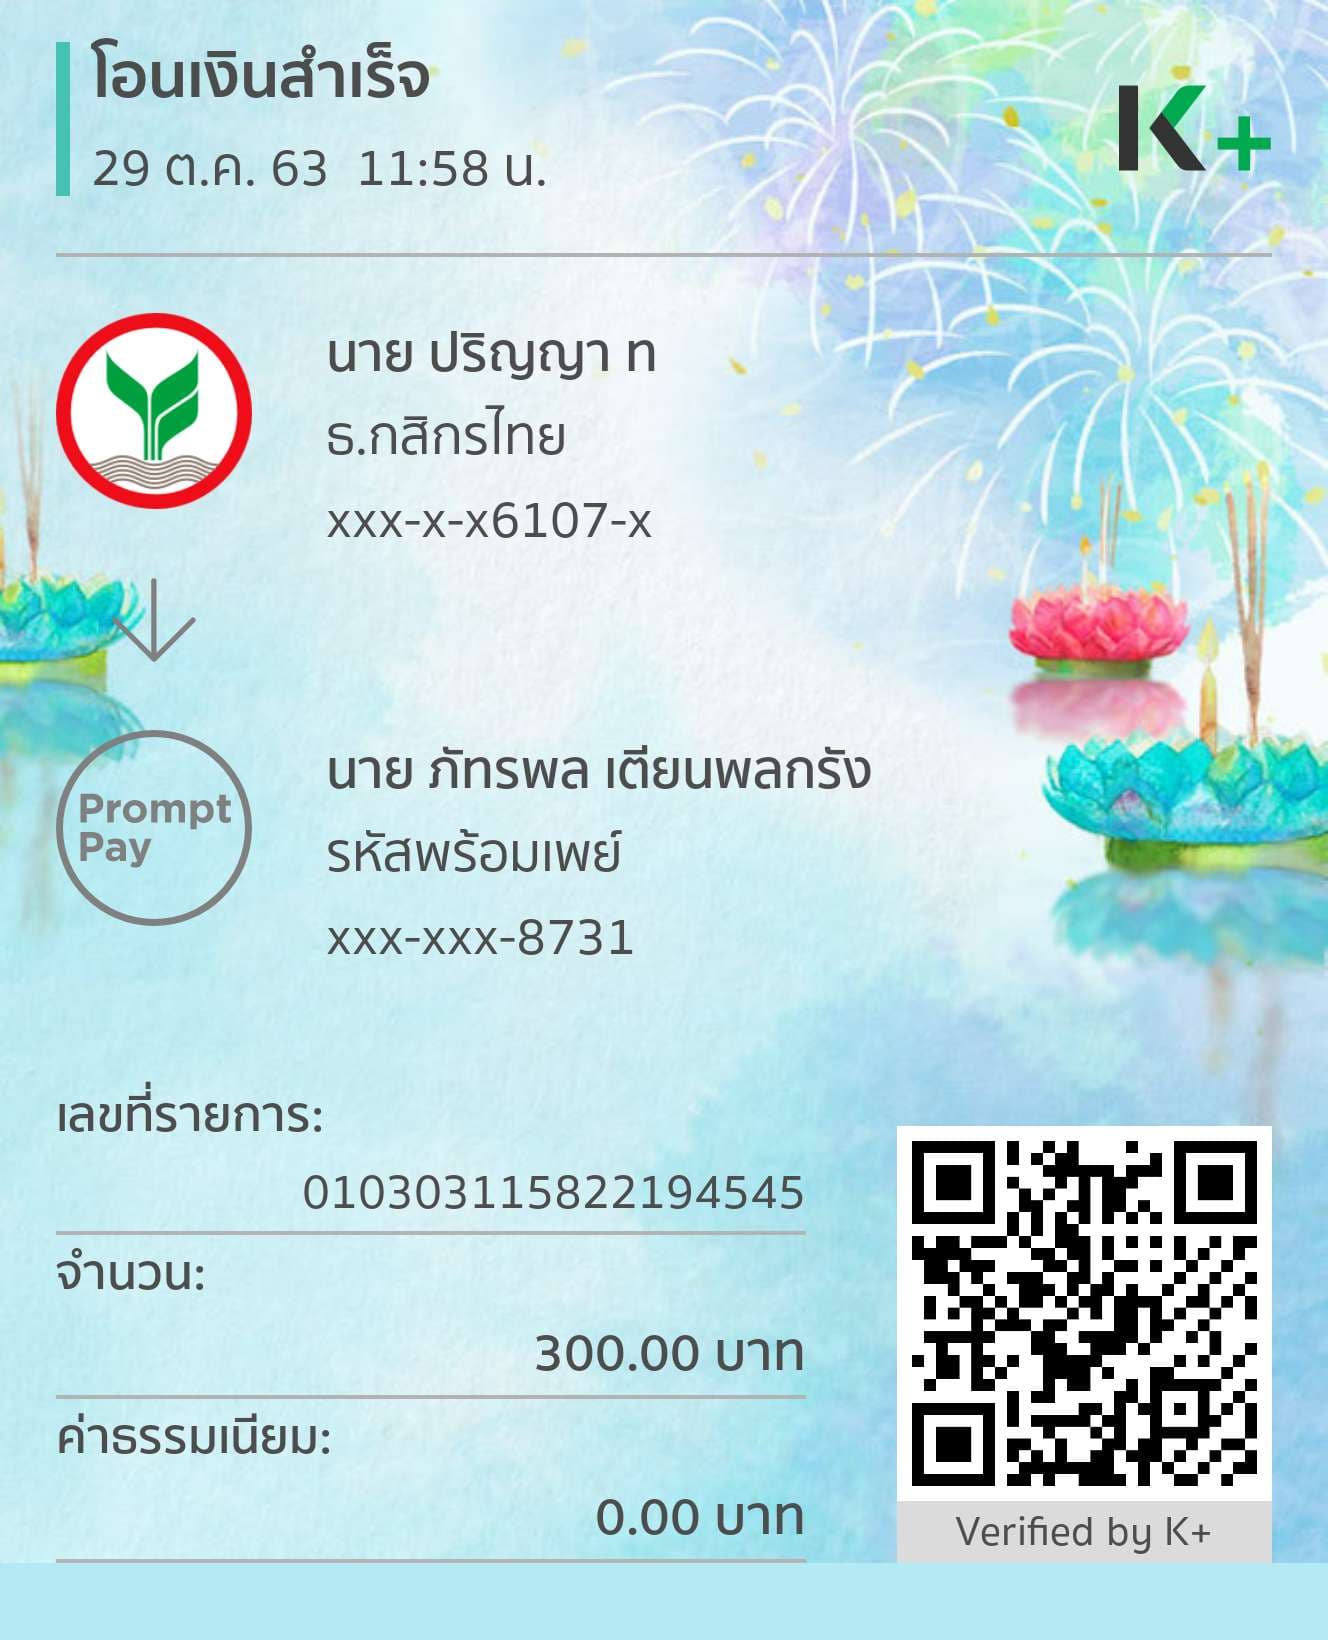 โอนเงินสำเร็จ
29 ต.ค. 63 11:58 น.
K+
นาย ปริญญา ท
ธ.กสิกรไทย
xxx-x-x6107-x
Prompt
Pay
นาย ภัทรพล เตียนพลกรัง
รหัสพร้อมเพย์
xxx-xxx-8731
เลขที่รายการ:
010303115822194545
จำนวน:
300.00 บาท
ค่าธรรมเนียม:
0.00 บาท
Verified by K+